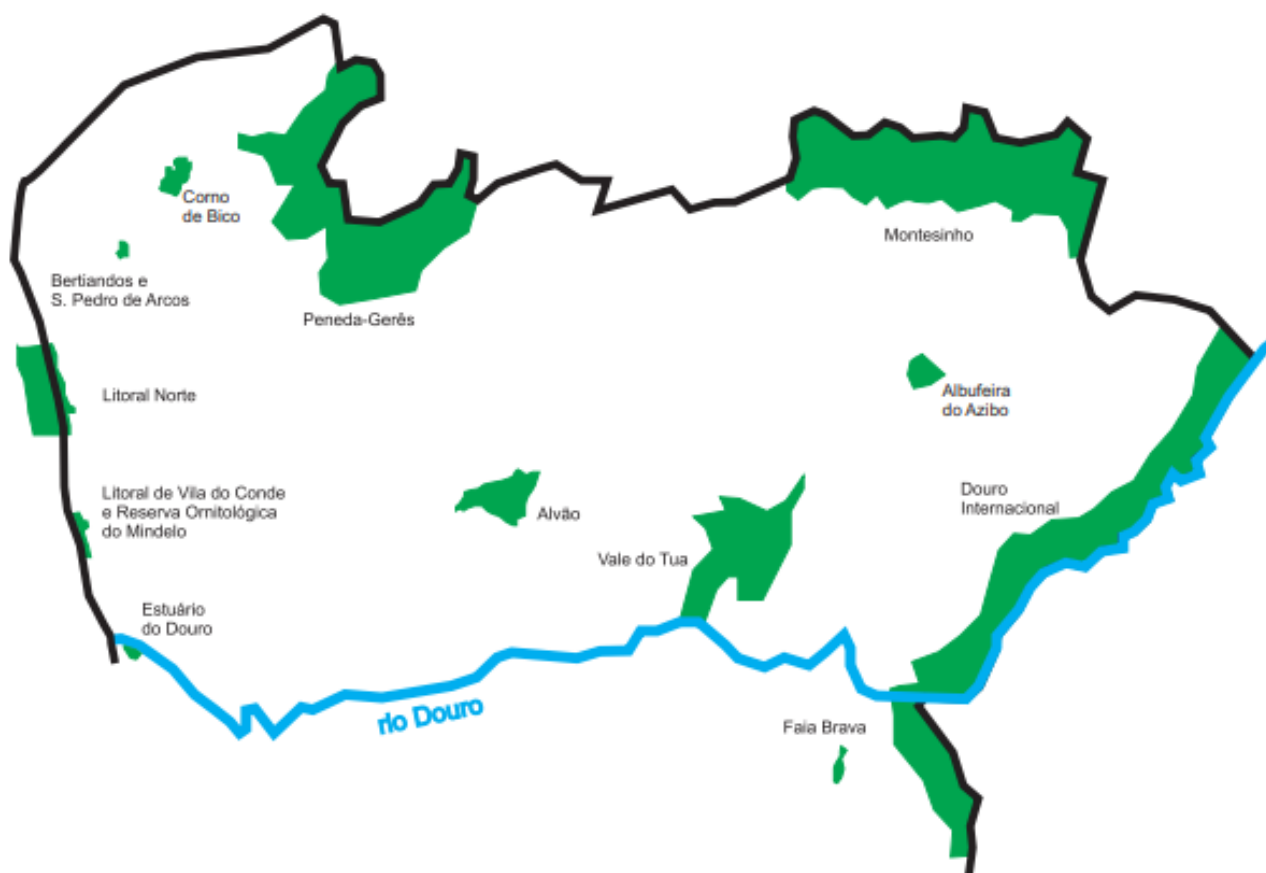 Corno
de Bico
Montesinho
Bertiandos e
S. Pedro de Arcos
Peneda-Gerês
Litoral Norte
Albufeira
do Azibo
Litoral de Vila do Conde
e Reserva Ornitológica
do Mindelo
Alvão
Douro
Internacional
Vale do Tua
Estuário
do Douro
rio Douro
Faia Brava